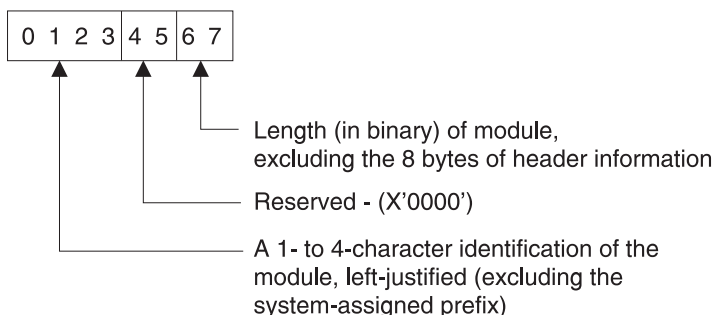 0 1 2 3 4 5 6 7
Length (in binary) of module,
excluding the 8 bytes of header information
Reserved - (X'0000')
A 1- to 4-character identification of the
module, left-justified (excluding the
system-assigned prefix)